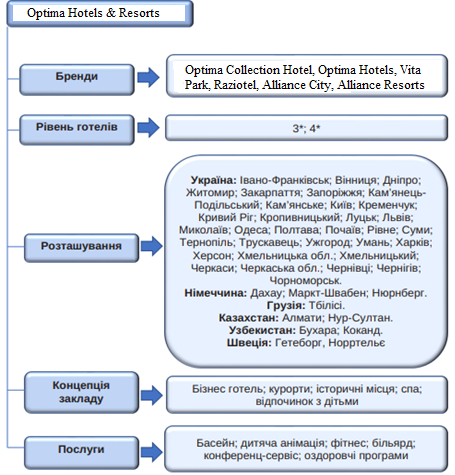 Optima Hotels & Resorts
Бренди
Optima Collection Hotel, Optima Hotels, Vita
Park, Raziotel, Alliance City, Alliance Resorts
Рівень готелів
3*; 4*
Розташування
Україна: Івано-Франківськ; Вінниця; Дніпро;
Житомир; Закарпаття; Запоріжжя; Кам'янець-
Подільський; Кам'янське; Київ; Кременчук;
Кривий Ріг; Кропивницький; Луцьк; Львів;
Миколаїв; Одеса; Полтава; Почаїв; Рівне; Суми;
Тернопіль; Трускавець; Ужгород; Умань; Харків;
Херсон; Хмельницька обл.; Хмельницький;
Черкаси; Черкаська обл.; Чернівці; Чернігів;
Чорноморськ.
Німеччина: Дахау; Маркт-Швабен; Нюрнберг.
Грузія: Тбілісі.
Казахстан: Алмати; Нур-Султан.
Узбекистан: Бухара; Коканд.
Швеція: Гетеборг, Норртельє
Концепція
закладу
Бізнес готель; курорти; історичні місця; спа;
відпочинок з дітьми
Послуги
Басейн; дитяча анімація; фітнес; більярд;
конференц-сервіс; оздоровчі програми